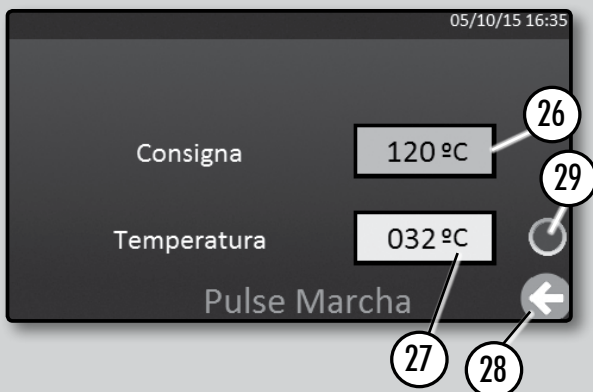 05/10/15 16:35
26
Consigna 120 ºC
29
Temperatura 032 ºC
Pulse Marcha
27
28